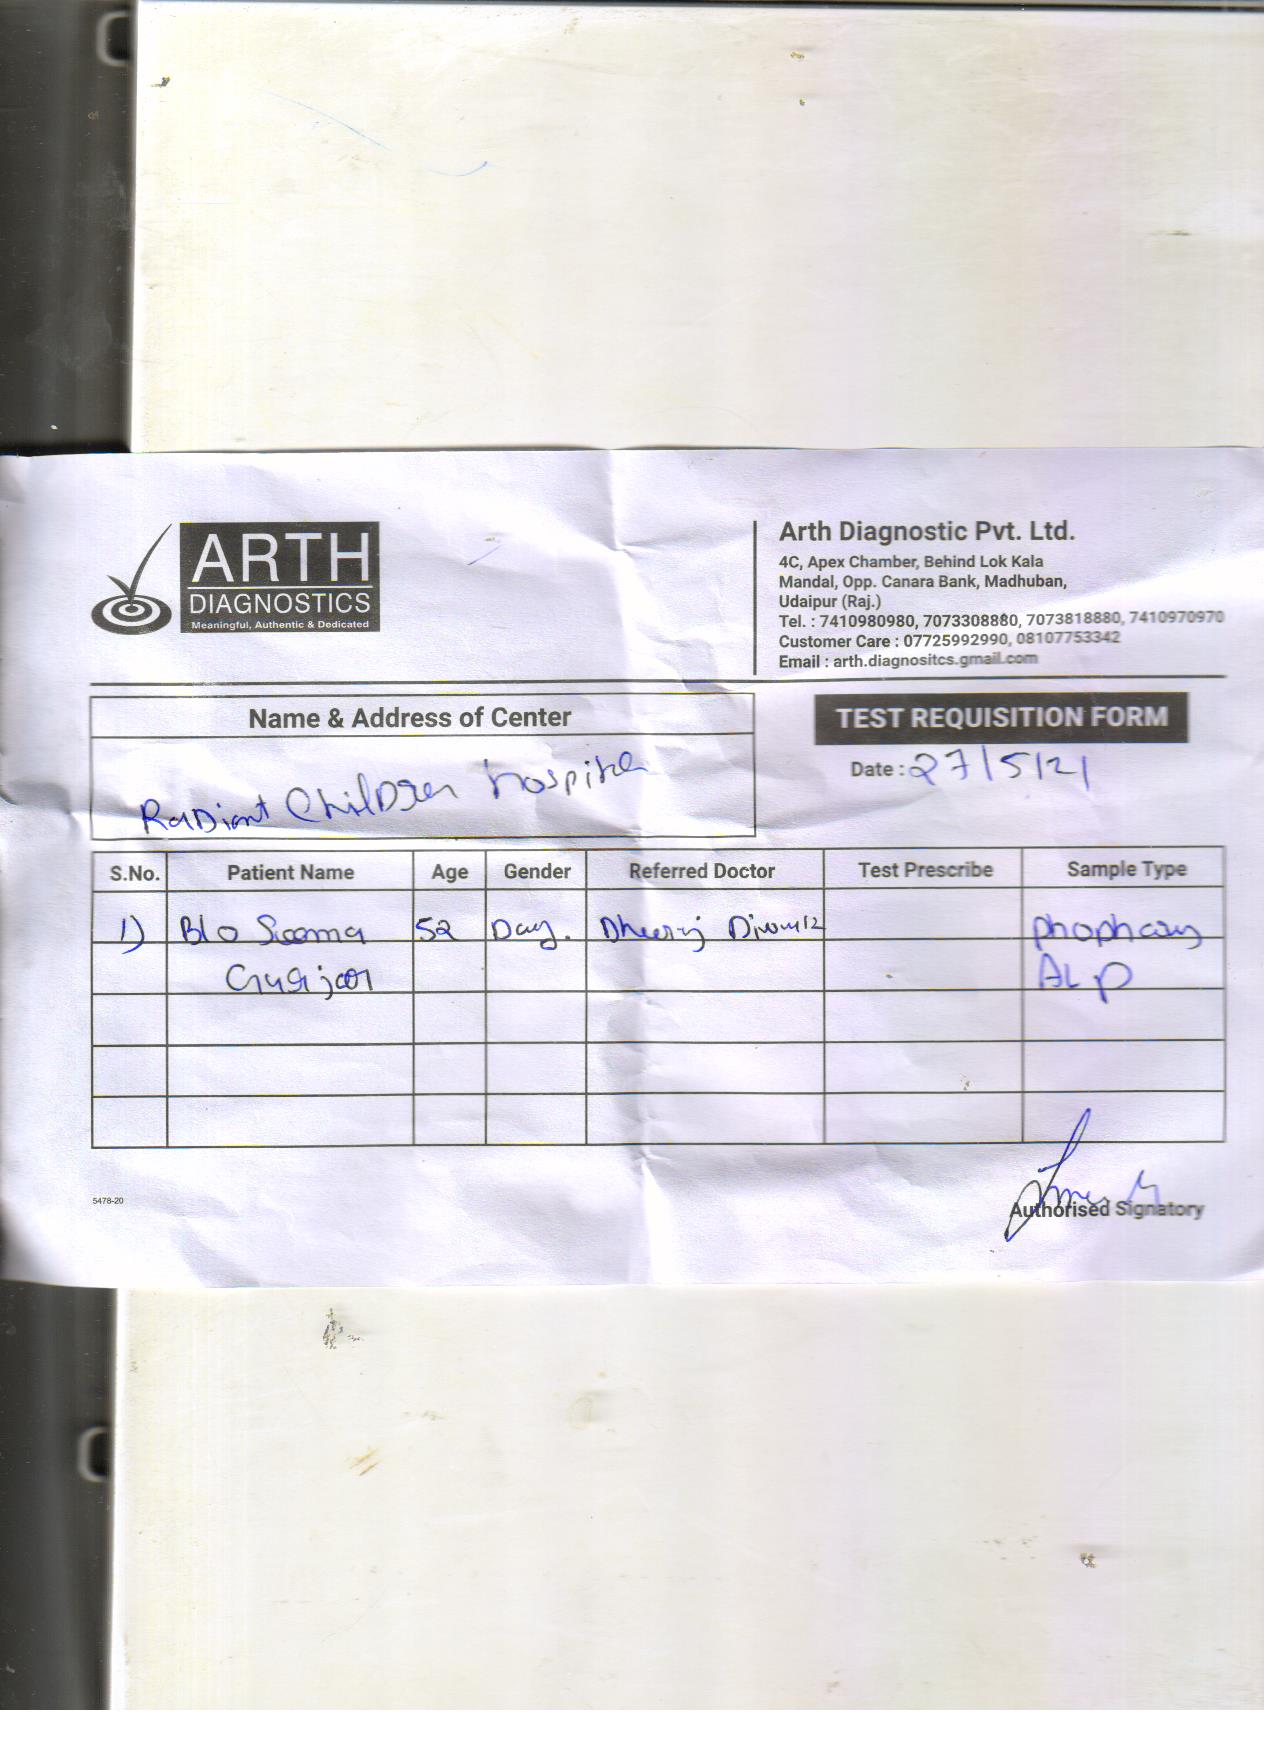 ARTH
DIAGNOSTICS
Meaningful, Authentic & Dedicated
Arth Diagnostic Pvt. Ltd.
4C, Apex Chamber, Behind Lok Kala
Mandal, Opp. Canara Bank, Madhuban,
Udaipur (Raj.)
Tel. : 7410980980, 7073308880, 7073818880, 7410970970
Customer Care : 07725992990, 08107753342
Email : arth.diagnositcs.gmail.com
Name & Address of Center
TEST REQUISITION FORM
Date : 27/5/21
Radiant Children hospital
S.No. Patient Name Age Gender Referred Doctor Test Prescribe Sample Type
1) B/o 52 Day. Dheeraj
ALP
Authorised Signatory
5478-20